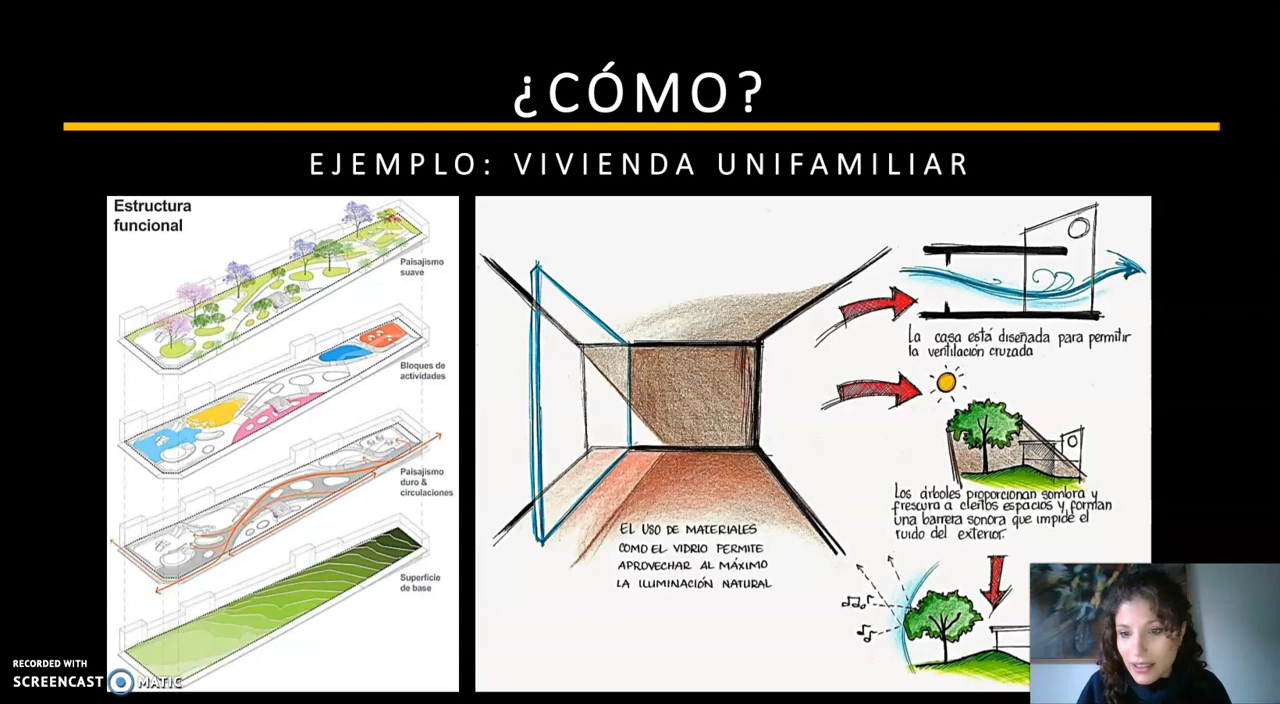 ¿CÓMO?
EJEMPLO: VIVIENDA UNIFAMILIAR
Estructura
funcional
Paisajismo
suave
Bloques de
actividades
Paisajismo
duro &
circulaciones
Superficie
de base
EL USO DE MATERIALES
COMO EL VIDRIO PERMITE
APROVECHAR AL MÁXIMO
LA ILUMINACIÓN NATURAL
La casa está diseñada para permitir
la ventilación cruzada
Los árboles proporcionan sombra y
frescura a ciertos espacios y forman
una barrera sonora que impide el
ruido del exterior.
RECORDED WITH
SCREENCAST MATIC